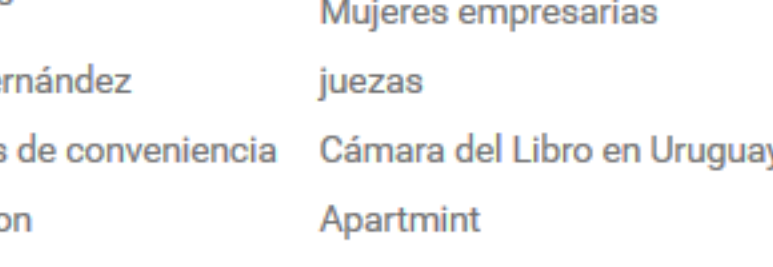 Mujeres empresarias
ernández juezas
s de conveniencia Cámara del Libro en Uruguay
on Apartmint